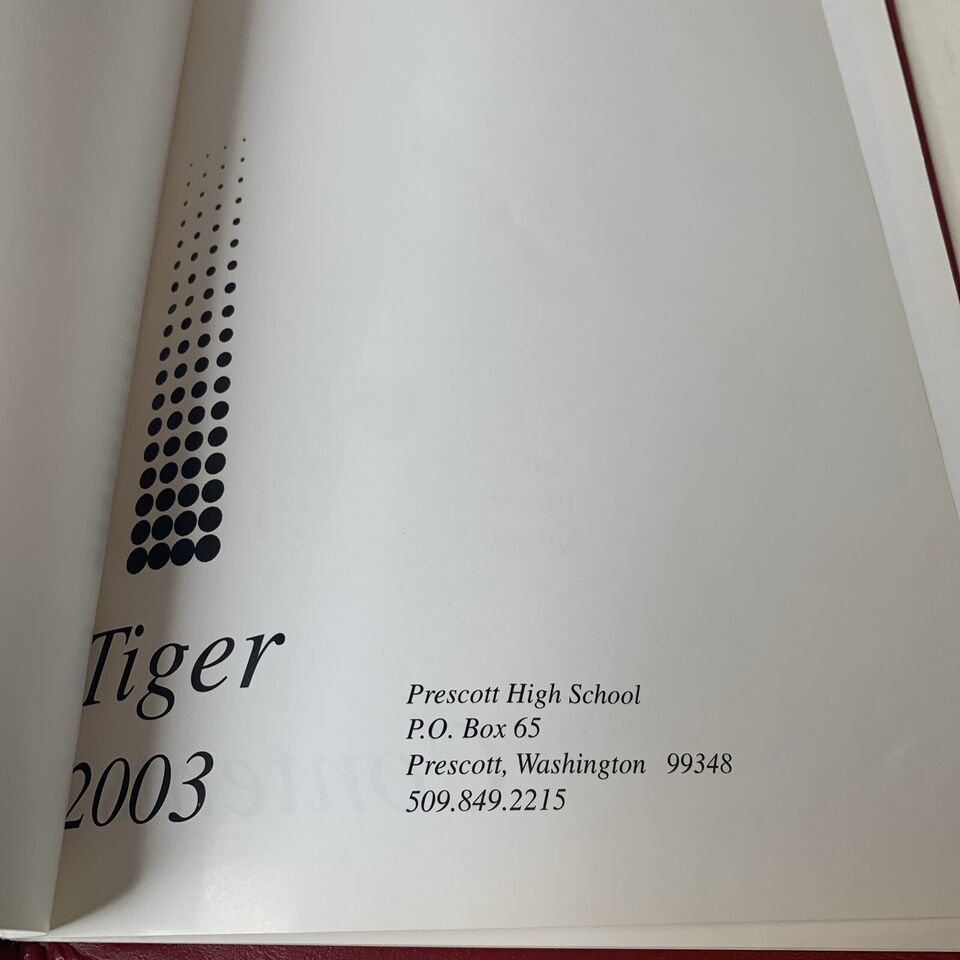 Tiger
2003
Prescott High School
P.O. Box 65
Prescott, Washington 99348
509.849.2215